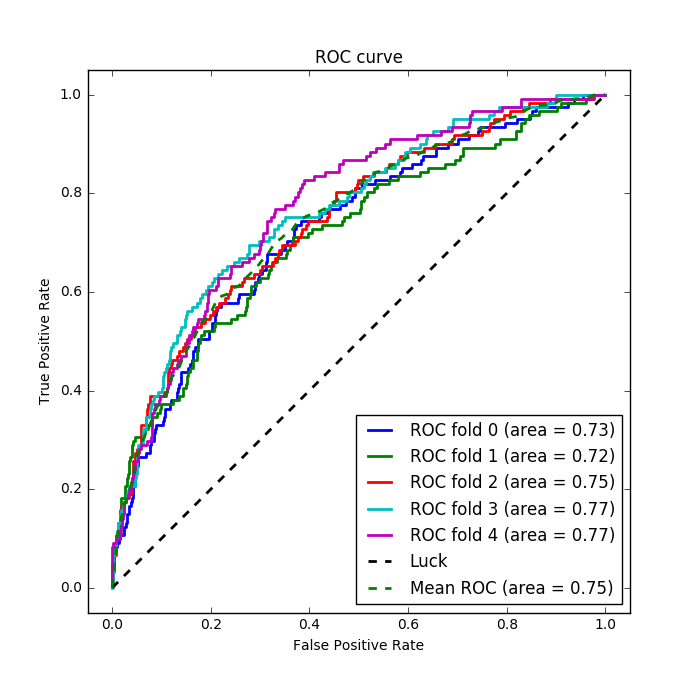 ROC curve
1.0
0.8
0.6
0.4
0.2
0.0
True Positive Rate
ROC fold 0 (area = 0.73)
ROC fold 1 (area = 0.72)
ROC fold 2 (area = 0.75)
ROC fold 3 (area = 0.77)
ROC fold 4 (area = 0.77)
Luck
Mean ROC (area = 0.75)
0.0 0.2 0.4 0.6 0.8 1.0
False Positive Rate